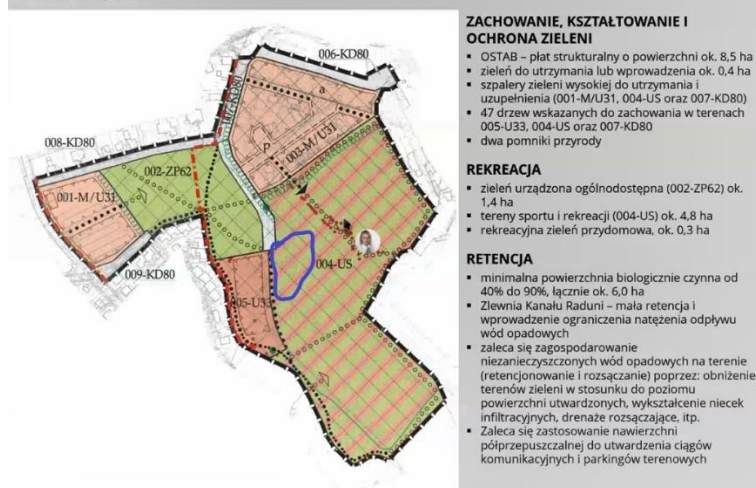 006-KD80
007-KD80
a
008-KD80
003-M/U31
p
002-ZP62
001-M/U31
004-US
009-KD80
05-U33
ZACHOWANIE, KSZTAŁTOWANIE I
OCHRONA ZIELENI
▪ OSTAB – płat strukturalny o powierzchni ok. 8,5 ha
▪ zieleń do utrzymania lub wprowadzenia ok. 0,4 ha
▪ szpalery zieleni wysokiej do utrzymania i
uzupełnienia (001-M/U31, 004-US oraz 007-KD80)
▪ 47 drzew wskazanych do zachowania w terenach
005-U33, 004-US oraz 007-KD80
▪ dwa pomniki przyrody
REKREACJA
▪ zieleń urządzona ogólnodostępna (002-ZP62) ok.
1,4 ha
▪ tereny sportu i rekreacji (004-US) ok. 4,8 ha
▪ rekreacyjna zieleń przydomowa, ok. 0,3 ha
RETENCJA
▪ minimalna powierzchnia biologicznie czynna od
40% do 90%, łącznie ok. 6,0 ha
▪ Zlewnia Kanału Raduni – mała retencja i
wprowadzenie ograniczenia natężenia odpływu
wód opadowych
▪ zaleca się zagospodarowanie
niezanieczyszczonych wód opadowych na terenie
(retencjonowanie i rozsączanie) poprzez: obniżenie
terenów zieleni w stosunku do poziomu
powierzchni utwardzonych, wykształcenie niecek
infiltracyjnych, drenaże rozsączające, itp.
▪ Zaleca się zastosowanie nawierzchni
półprzepuszczalnej do utwardzenia ciągów
komunikacyjnych i parkingów terenowych